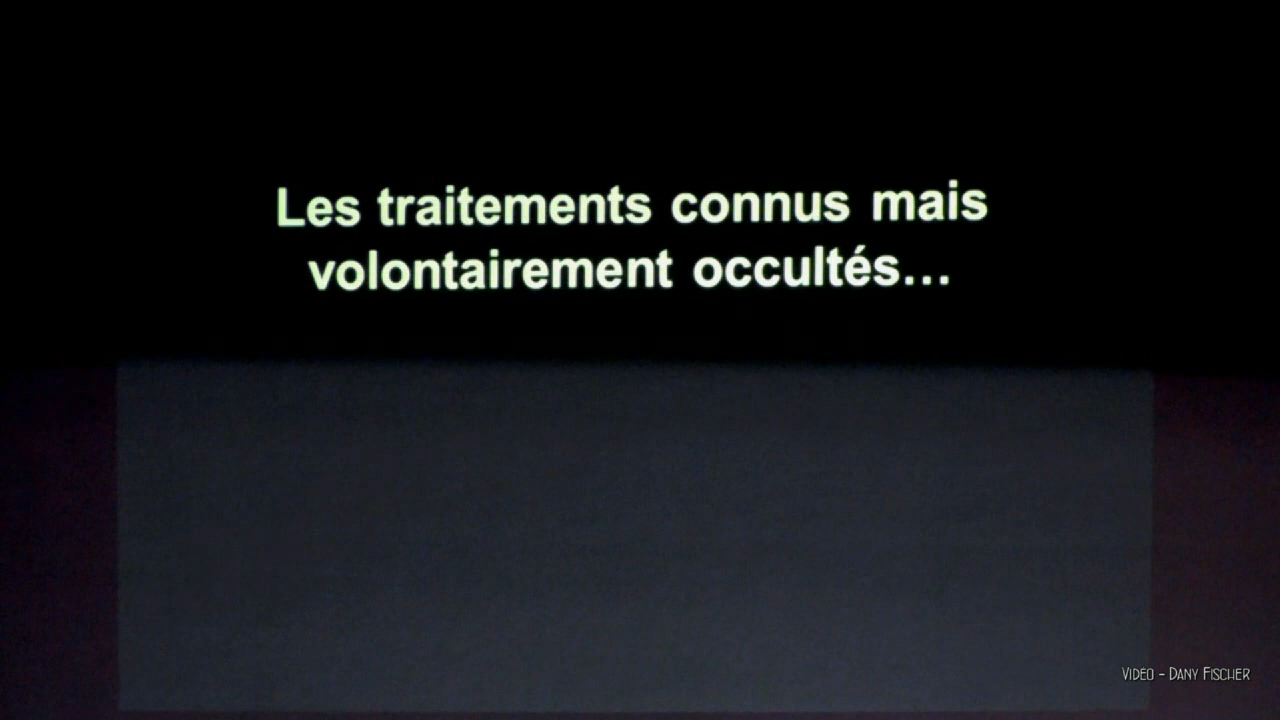 Les traitements connus mais
volontairement occultés...
VIDEO - DANY FISCHER